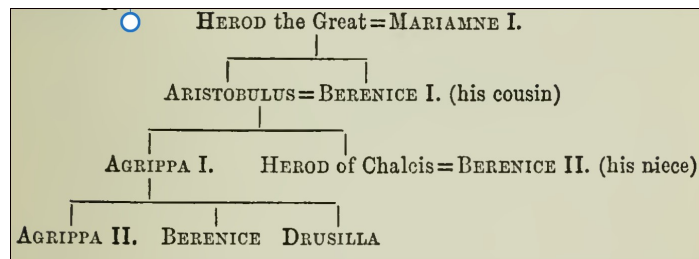 HEROD the Great=MARIAMNE I.
ARISTOBULUS=BERENICE I. (his cousin)
AGRIPPA I. HEROD of Chalcis=BERENICE II. (his niece)
AGRIPPA II. BERENICE DRUSILLA